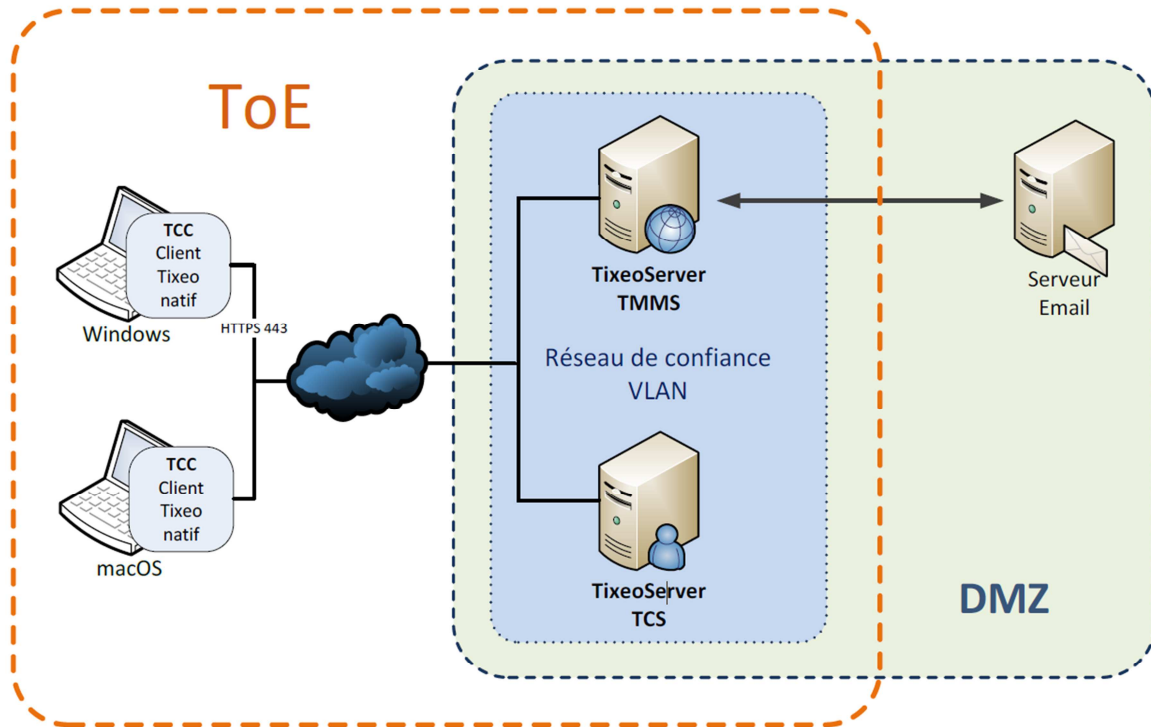 ToE
TCC
Client
Tixeo
natif
Windows
HTTPS 443
TCC
Client
Tixeo
natif
macOS
TixeoServer
TMMS
Réseau de confiance
VLAN
TixeoServer
TCS
Serveur
Email
DMZ